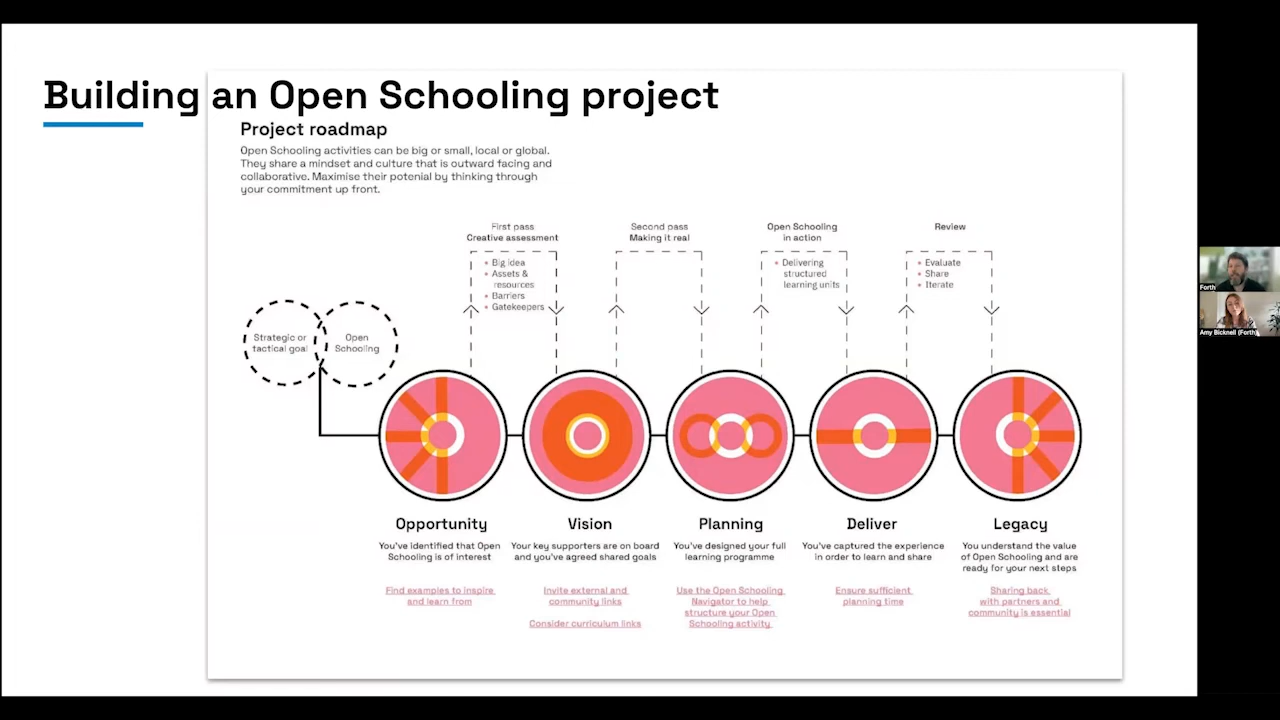 Building an Open Schooling project
Project roadmap
Open Schooling activities can be big or small, local or global.
They share a mindset and culture that is outward facing and
collaborative. Maximise their potenial by thinking through
your commitment up front.
First pass
Creative assessment
• Big idea
• Assets &
resources
• Barriers
• Gatekeepers
Second pass
Making it real
Open Schooling
in action
• Delivering
structured
learning units
Review
• Evaluate
• Share
• Iterate
Strategic or
tactical goal
Open
Schooling
Opportunity
You've identified that Open
Schooling is of interest
Find examples to inspire
and learn from
Vision
Your key supporters are on board
and you've agreed shared goals
Invite external and
community links
Consider curriculum links
Planning
You've designed your full
learning programme
Use the Open Schooling
Navigator to help
structure your Open
Schooling activity
Deliver
You've captured the experience
in order to learn and share
Ensure sufficient
planning time
Legacy
You understand the value
of Open Schooling and are
ready for your next steps
Sharing back
with partners and
community is essential
Forth
Amy Bicknell (Forth)